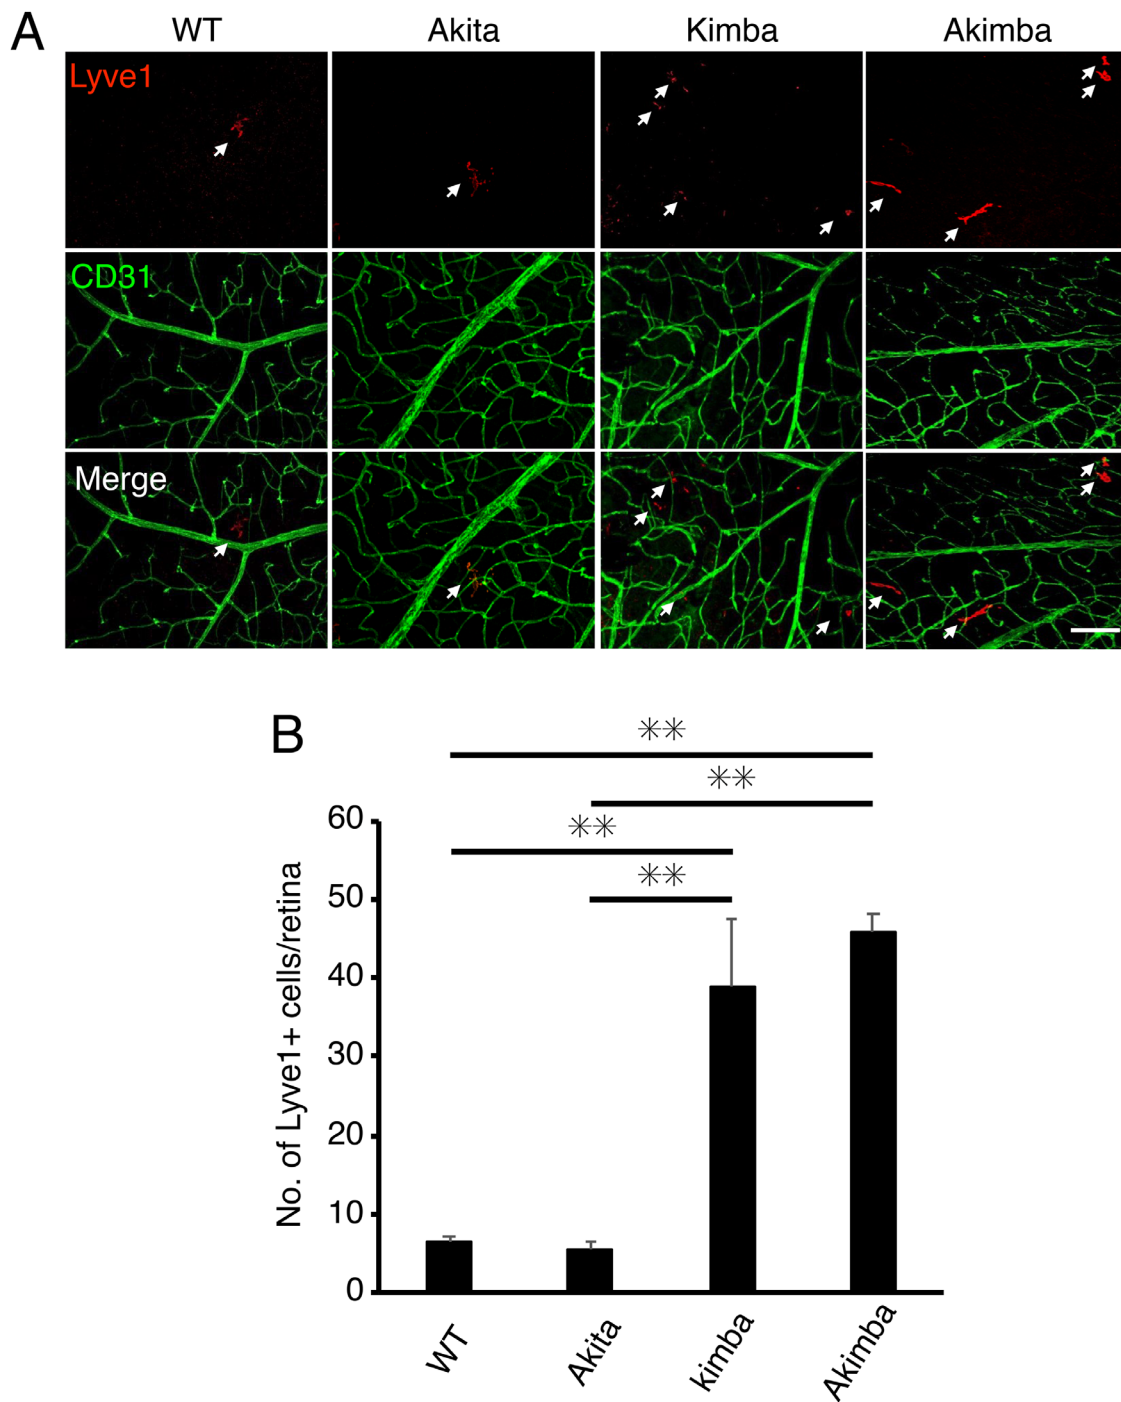 A
WT Akita Kimba Akimba
Lyve1
CD31
Merge
B
**
**
**
**
No. of Lyve1+ cells/retina
60
50
40
30
20
10
0
WT Akita kimba Akimba